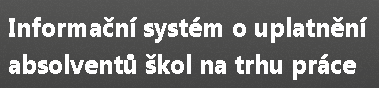 Informační systém o uplatnění
absolventů škol na trhu práce